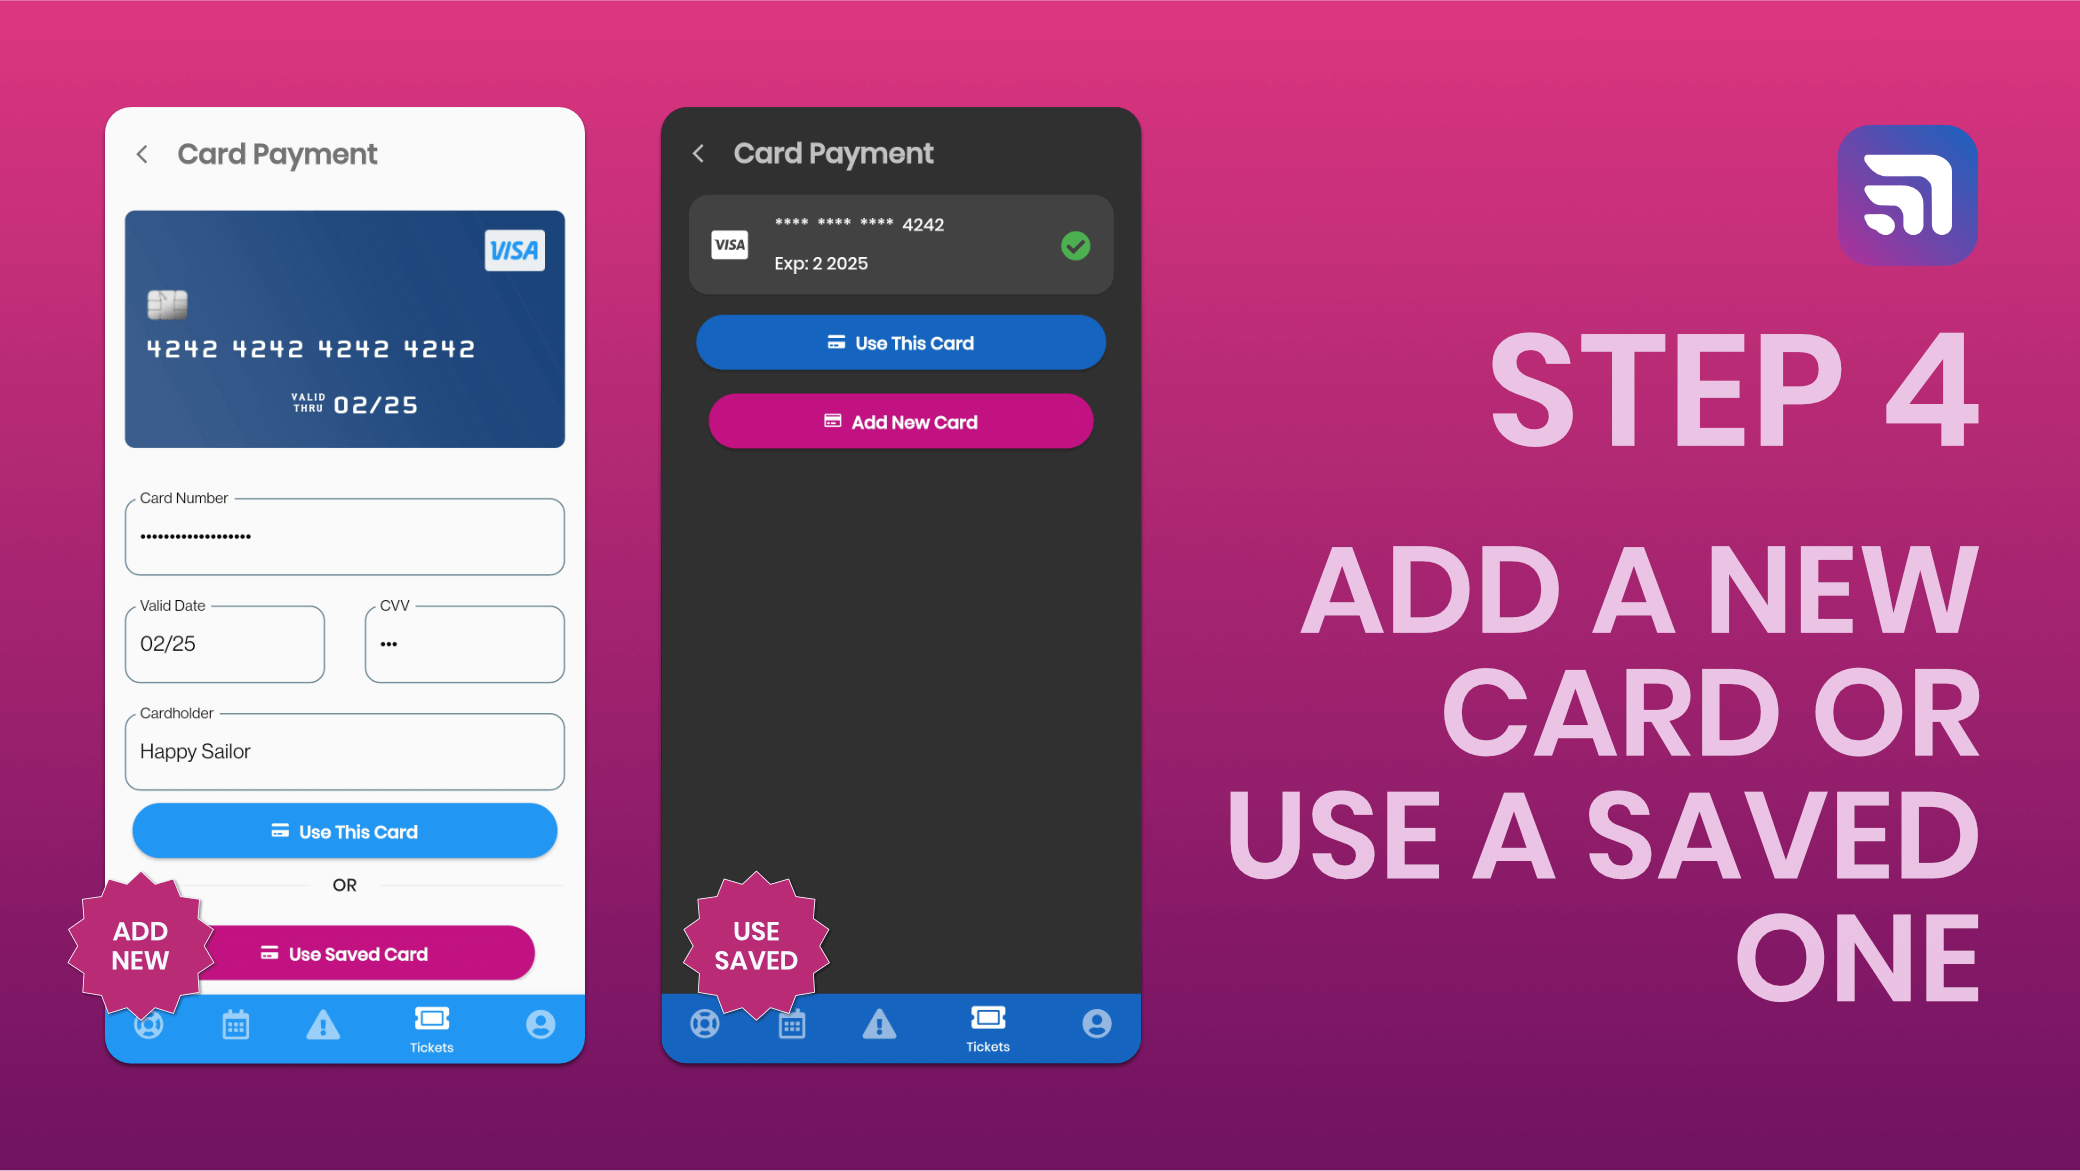 Card Payment
VISA
4242 4242 4242 4242
VALID
THRU 02/25
Card Number
•••••••••••••••••••
Valid Date
02/25
CVV
•••
Cardholder
Happy Sailor
Use This Card
OR
Use Saved Card
ADD
NEW
Tickets
Card Payment
VISA
**** **** **** 4242
Exp: 2 2025
Use This Card
Add New Card
USE
SAVED
Tickets
STEP 4
ADD A NEW
CARD OR
USE A SAVED
ONE